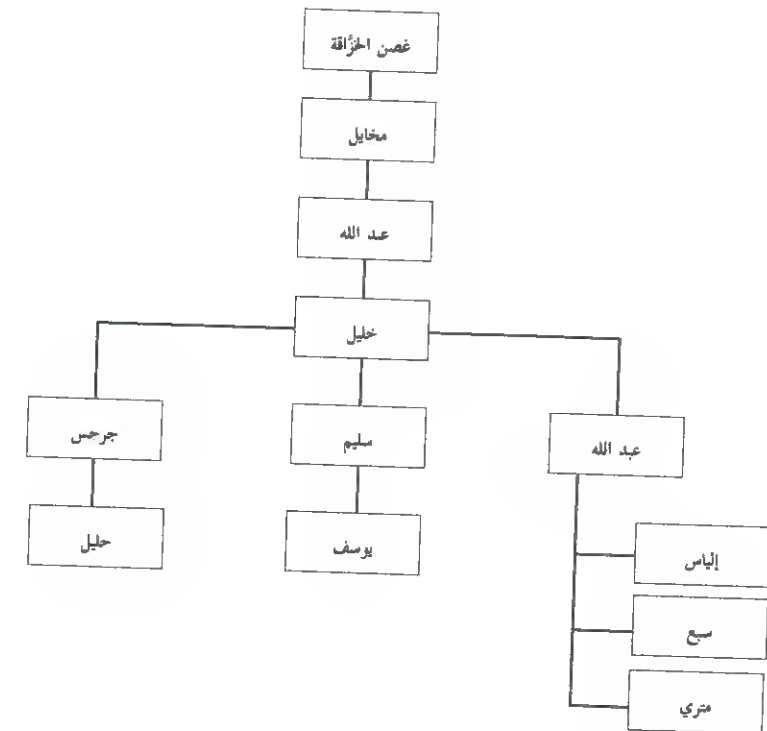 غصن الخزَّاقة
مخايل
عبد الله
خليل
عبد الله
سليم
جرجس
إلياس
سبع
متري
يوسف
خليل